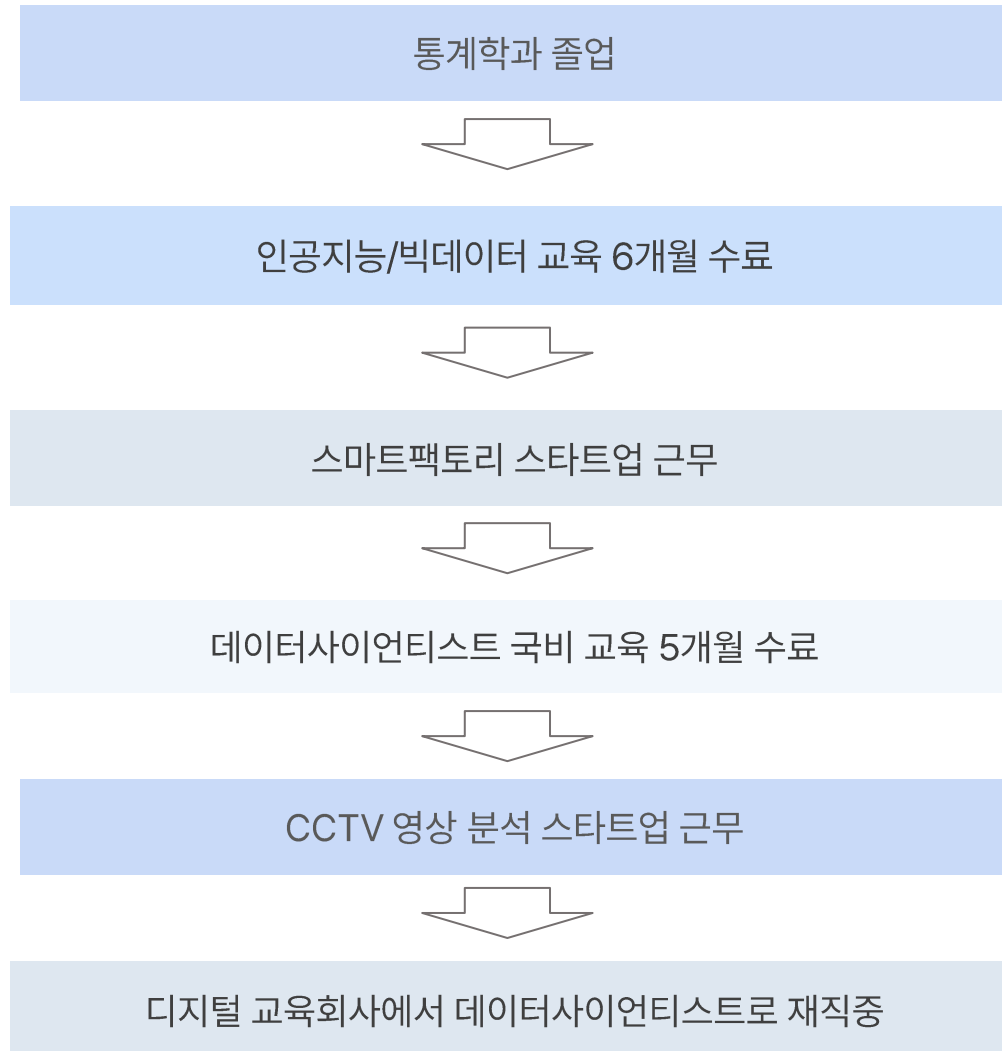 통계학과 졸업
인공지능/빅데이터 교육 6개월 수료
스마트팩토리 스타트업 근무
데이터사이언티스트 국비 교육 5개월 수료
CCTV 영상 분석 스타트업 근무
디지털 교육회사에서 데이터사이언티스트로 재직중